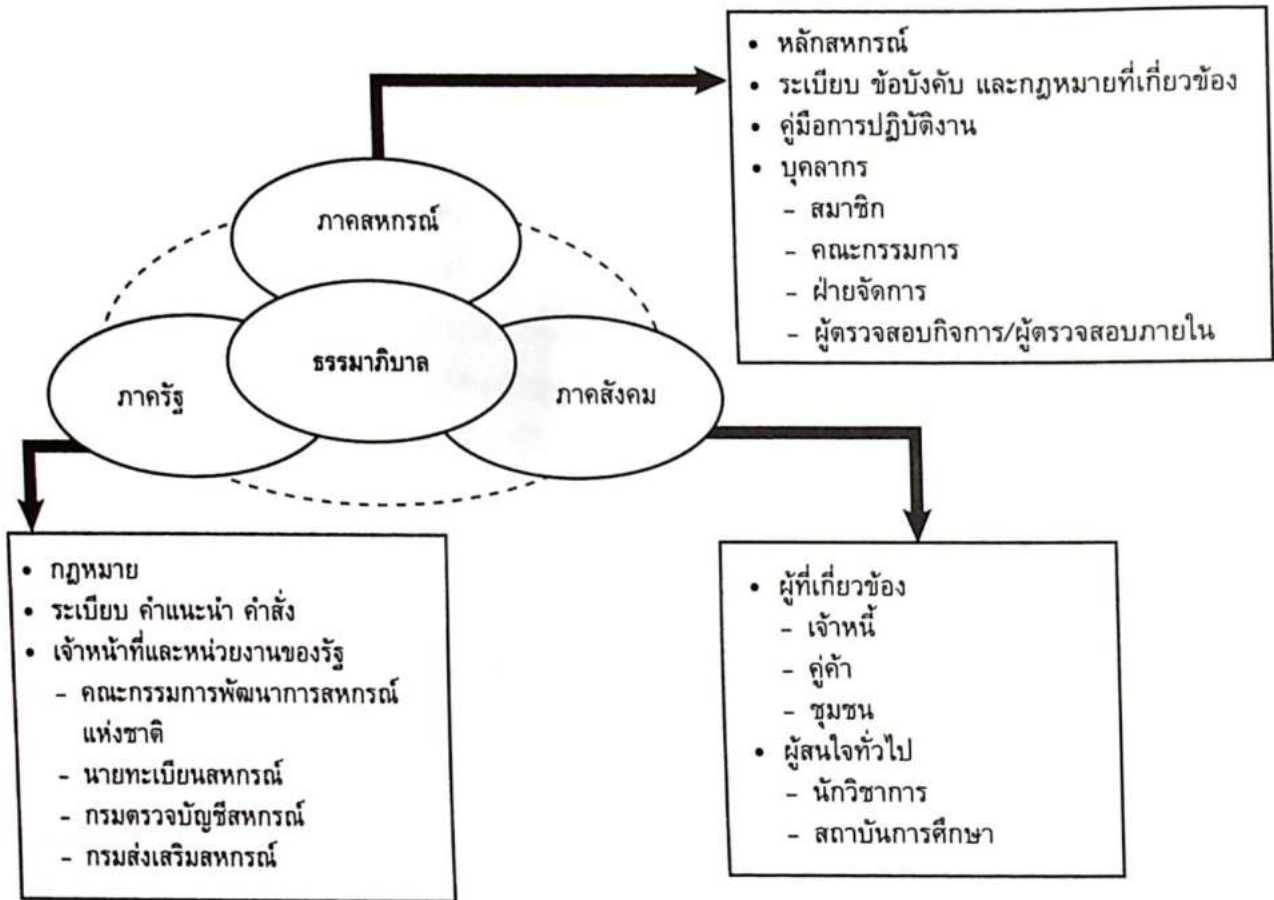 • หลักสหกรณ์
• ระเบียบ ข้อบังคับ และกฎหมายที่เกี่ยวข้อง
• คู่มือการปฏิบัติงาน
• บุคลากร
– สมาชิก
– คณะกรรมการ
– ฝ่ายจัดการ
– ผู้ตรวจสอบกิจการ/ผู้ตรวจสอบภายใน
ภาคสหกรณ์
ธรรมาภิบาล
ภาครัฐ
ภาคสังคม
• กฎหมาย
• ระเบียบ คำแนะนำ คำสั่ง
• เจ้าหน้าที่และหน่วยงานของรัฐ
– คณะกรรมการพัฒนาการสหกรณ์
แห่งชาติ
– นายทะเบียนสหกรณ์
– กรมตรวจบัญชีสหกรณ์
– กรมส่งเสริมสหกรณ์
• ผู้ที่เกี่ยวข้อง
– เจ้าหนี้
– คู่ค้า
– ชุมชน
• ผู้สนใจทั่วไป
– นักวิชาการ
– สถาบันการศึกษา